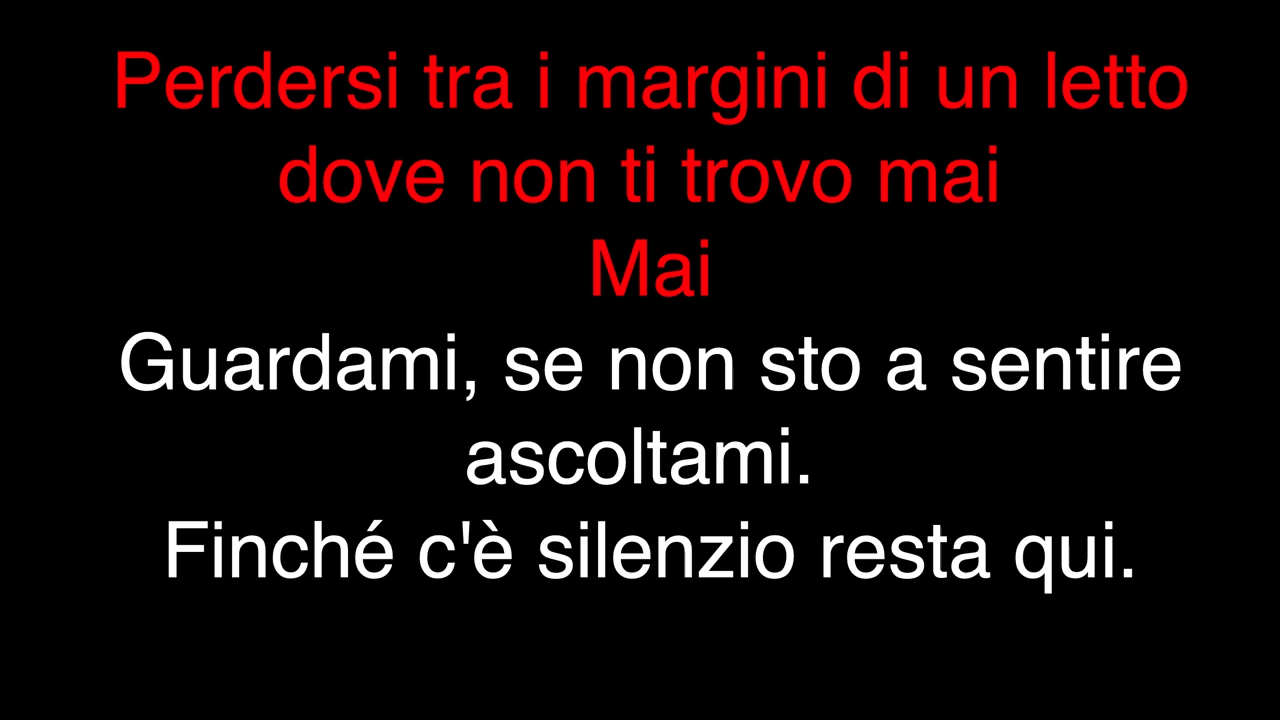 Perdersi tra i margini di un letto
dove non ti trovo mai
Mai
Guardami, se non sto a sentire
ascoltami.
Finché c'è silenzio resta qui.